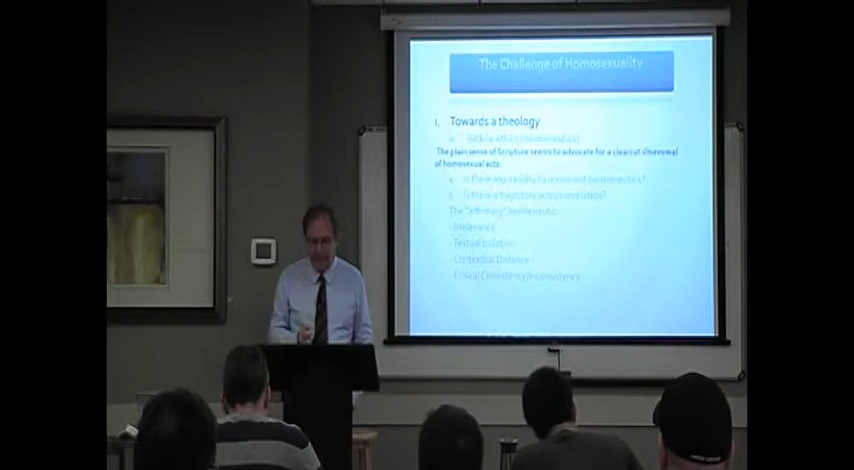 The Challenge of Homosexuality
I. Towards a theology
a. Biblical ethics (hermeneutics)
The plain sense of Scripture seems to advocate for a clearcut disavowal
of homosexual acts:
a. Is there any validity to revisionist hermeneutics?
b. Is there a trajectory across revelation?
The "affirming" hermeneutic
- Irrelevance
- Textual Isolation
- Contextual Distance
- Ethical Consistency/Inconsistency